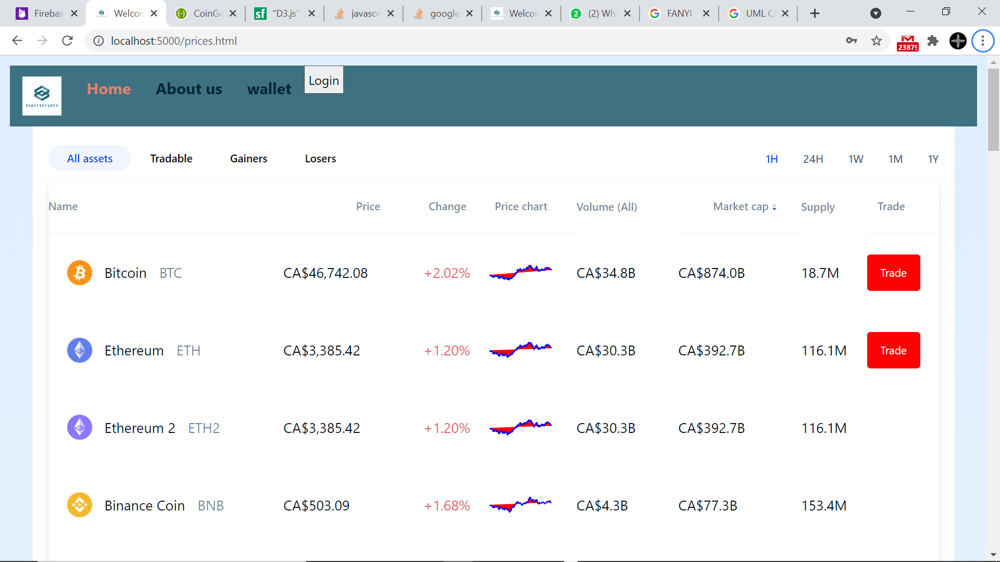 Firebas
Welcon
CoinGe
"D3.js"
javascri
google
Welcon
(2) Wha
FANYI
UML Cl
localhost:5000/prices.html
23879
AspireCrypto
Home
About us
wallet
Login
All assets
Tradable
Gainers
Losers
1H
24H
1W
1M
1Y
Name
Price
Change
Price chart
Volume (All)
Market cap
Supply
Trade
Bitcoin BTC CA$46,742.08 +2.02% CA$34.8B CA$874.0B 18.7M Trade
Ethereum ETH CA$3,385.42 +1.20% CA$30.3B CA$392.7B 116.1M Trade
Ethereum 2 ETH2 CA$3,385.42 +1.20% CA$30.3B CA$392.7B 116.1M
Binance Coin BNB CA$503.09 +1.68% CA$4.3B CA$77.3B 153.4M